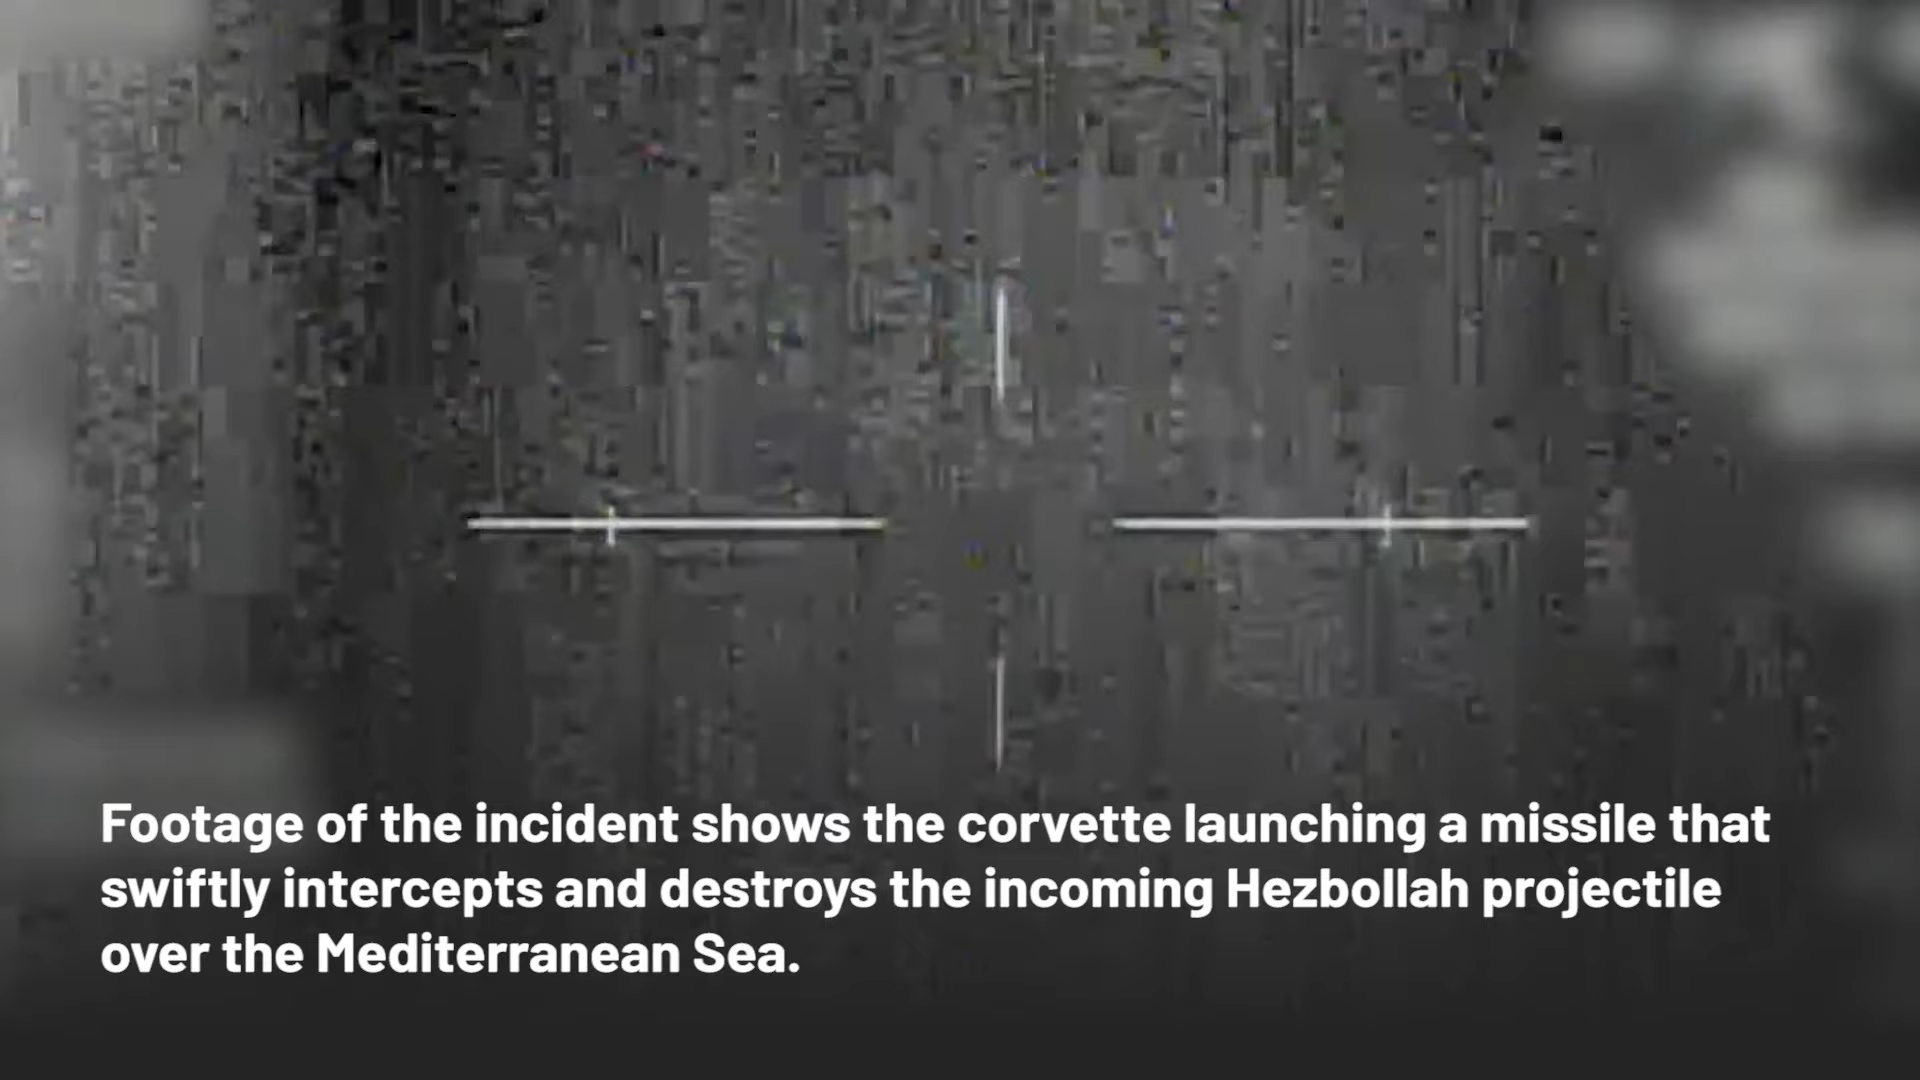 Footage of the incident shows the corvette launching a missile that
swiftly intercepts and destroys the incoming Hezbollah projectile
over the Mediterranean Sea.